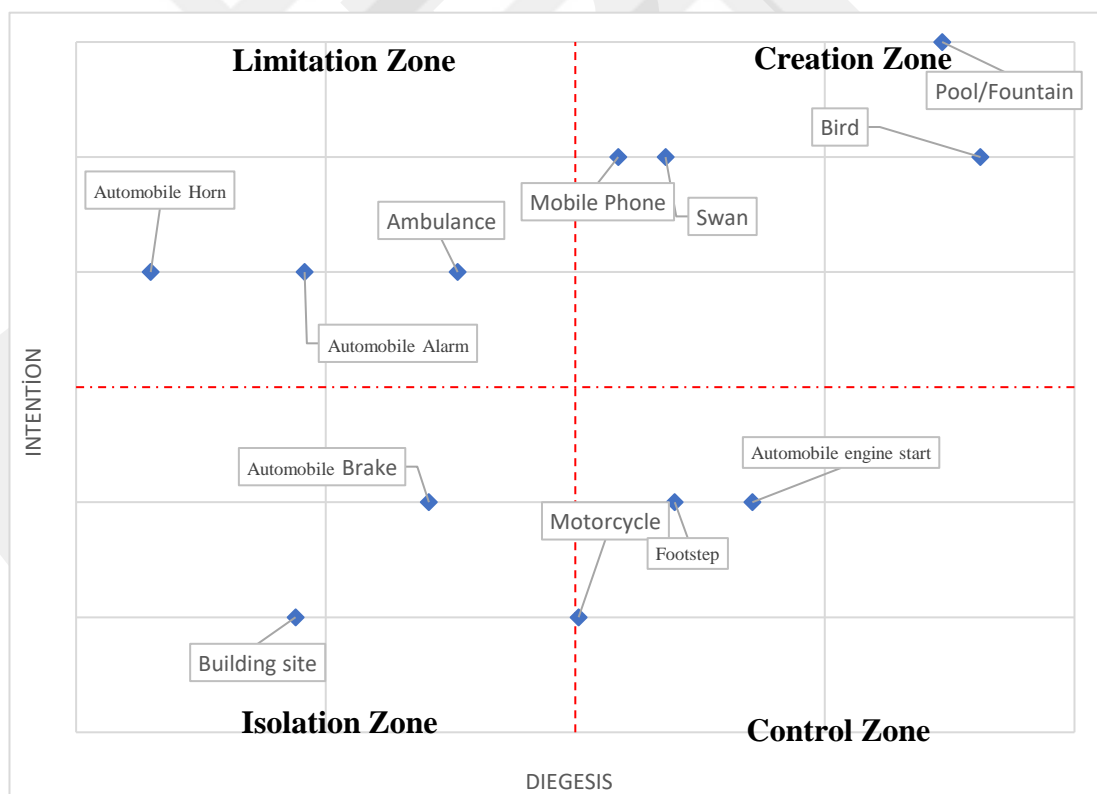 Limitation Zone
Creation Zone
Pool/Fountain
Bird
Automobile Horn
Mobile Phone
Swan
Ambulance
Automobile Alarm
INTENTİON
Automobile Brake
Automobile engine start
Motorcycle
Footstep
Building site
Isolation Zone
Control Zone
DIEGESIS